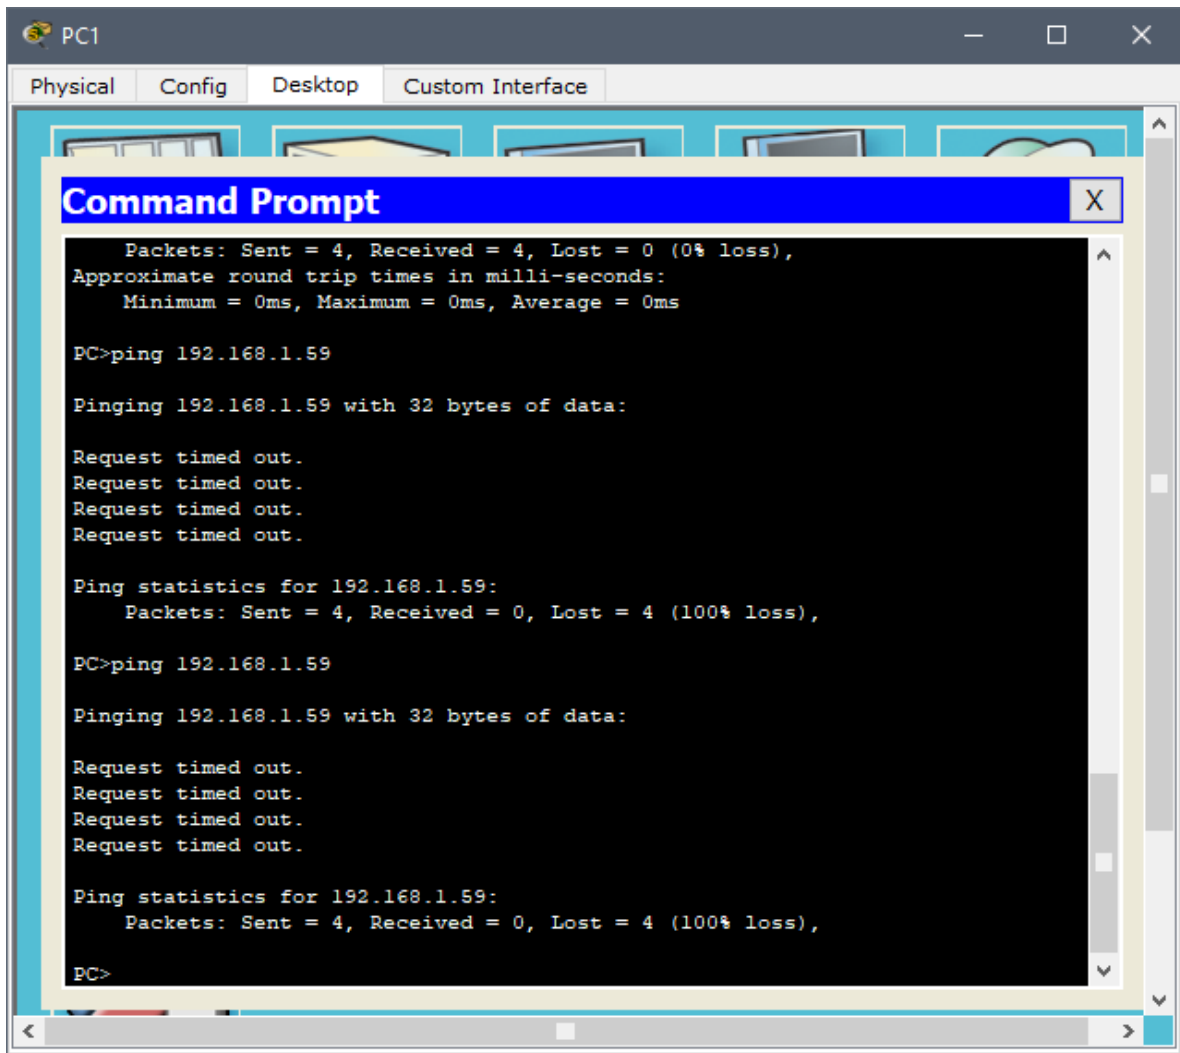 PC1
Physical Config Desktop Custom Interface
Command Prompt X
Packets: Sent = 4, Received = 4, Lost = 0 (0% loss),
Approximate round trip times in milli-seconds:
Minimum = 0ms, Maximum = 0ms, Average = 0ms
PC>ping 192.168.1.59
Pinging 192.168.1.59 with 32 bytes of data:
Request timed out.
Request timed out.
Request timed out.
Request timed out.
Ping statistics for 192.168.1.59:
Packets: Sent = 4, Received = 0, Lost = 4 (100% loss),
PC>ping 192.168.1.59
Pinging 192.168.1.59 with 32 bytes of data:
Request timed out.
Request timed out.
Request timed out.
Request timed out.
Ping statistics for 192.168.1.59:
Packets: Sent = 4, Received = 0, Lost = 4 (100% loss),
PC>